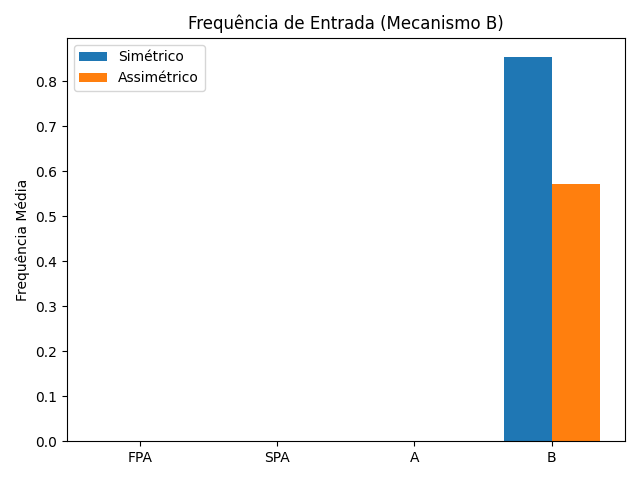 Frequência de Entrada (Mecanismo B)
Simétrico
Assimétrico
Frequência Média
0.8
0.7
0.6
0.5
0.4
0.3
0.2
0.1
0.0
FPA SPA A B